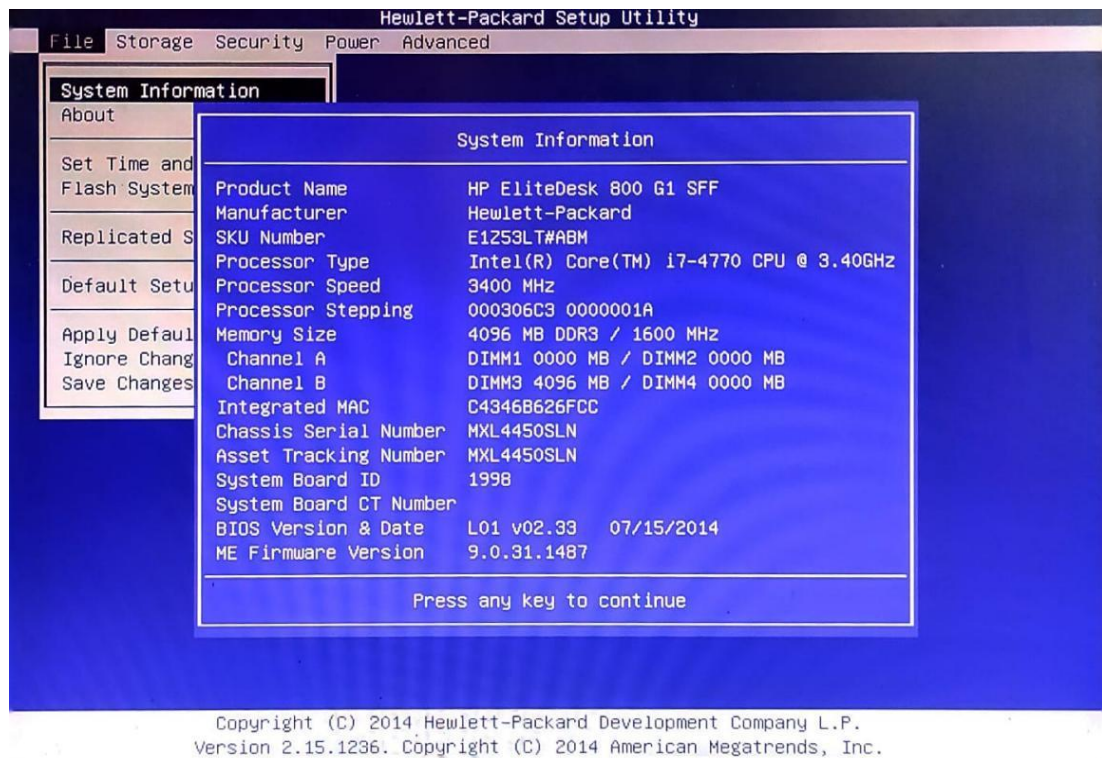 Hewlett-Packard Setup Utility
File Storage Security Power Advanced
System Information
About
Set Time and
Flash System
Replicated S
Default Setu
Apply Defaul
Ignore Chang
Save Changes
System Information
Product Name HP EliteDesk 800 G1 SFF
Manufacturer Hewlett-Packard
SKU Number E1Z53LT#ABM
Processor Type Intel(R) Core(TM) i7-4770 CPU @ 3.40GHz
Processor Speed 3400 MHz
Processor Stepping 000306C3 0000001A
Memory Size 4096 MB DDR3 / 1600 MHz
Channel A DIMM1 0000 MB / DIMM2 0000 MB
Channel B DIMM3 4096 MB / DIMM4 0000 MB
Integrated MAC C4346B626FCC
Chassis Serial Number MXL4450SLN
Asset Tracking Number MXL4450SLN
System Board ID 1998
System Board CT Number
BIOS Version & Date L01 v02.33 07/15/2014
ME Firmware Version 9.0.31.1487
Press any key to continue
Copyright (C) 2014 Hewlett-Packard Development Company L.P.
Version 2.15.1236. Copyright (C) 2014 American Megatrends, Inc.